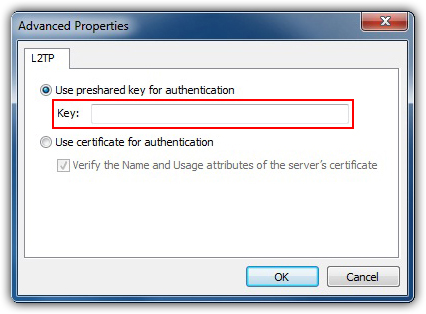 Advanced Properties
L2TP
Use preshared key for authentication
Key:
Use certificate for authentication
Verify the Name and Usage attributes of the server's certificate
OK Cancel